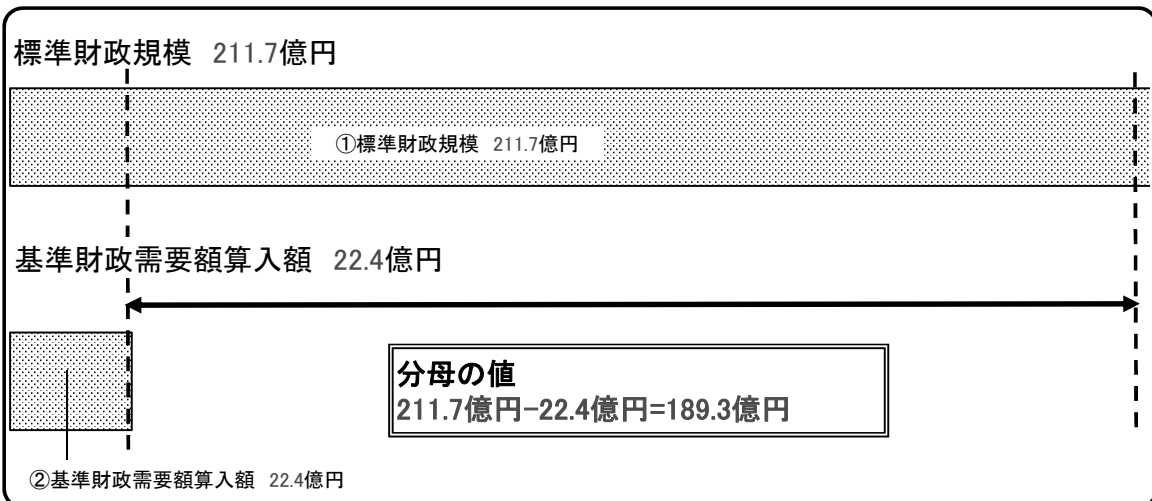 標準財政規模 211.7億円
①標準財政規模 211.7億円
基準財政需要額算入額 22.4億円
分母の値
211.7億円−22.4億円=189.3億円
②基準財政需要額算入額 22.4億円